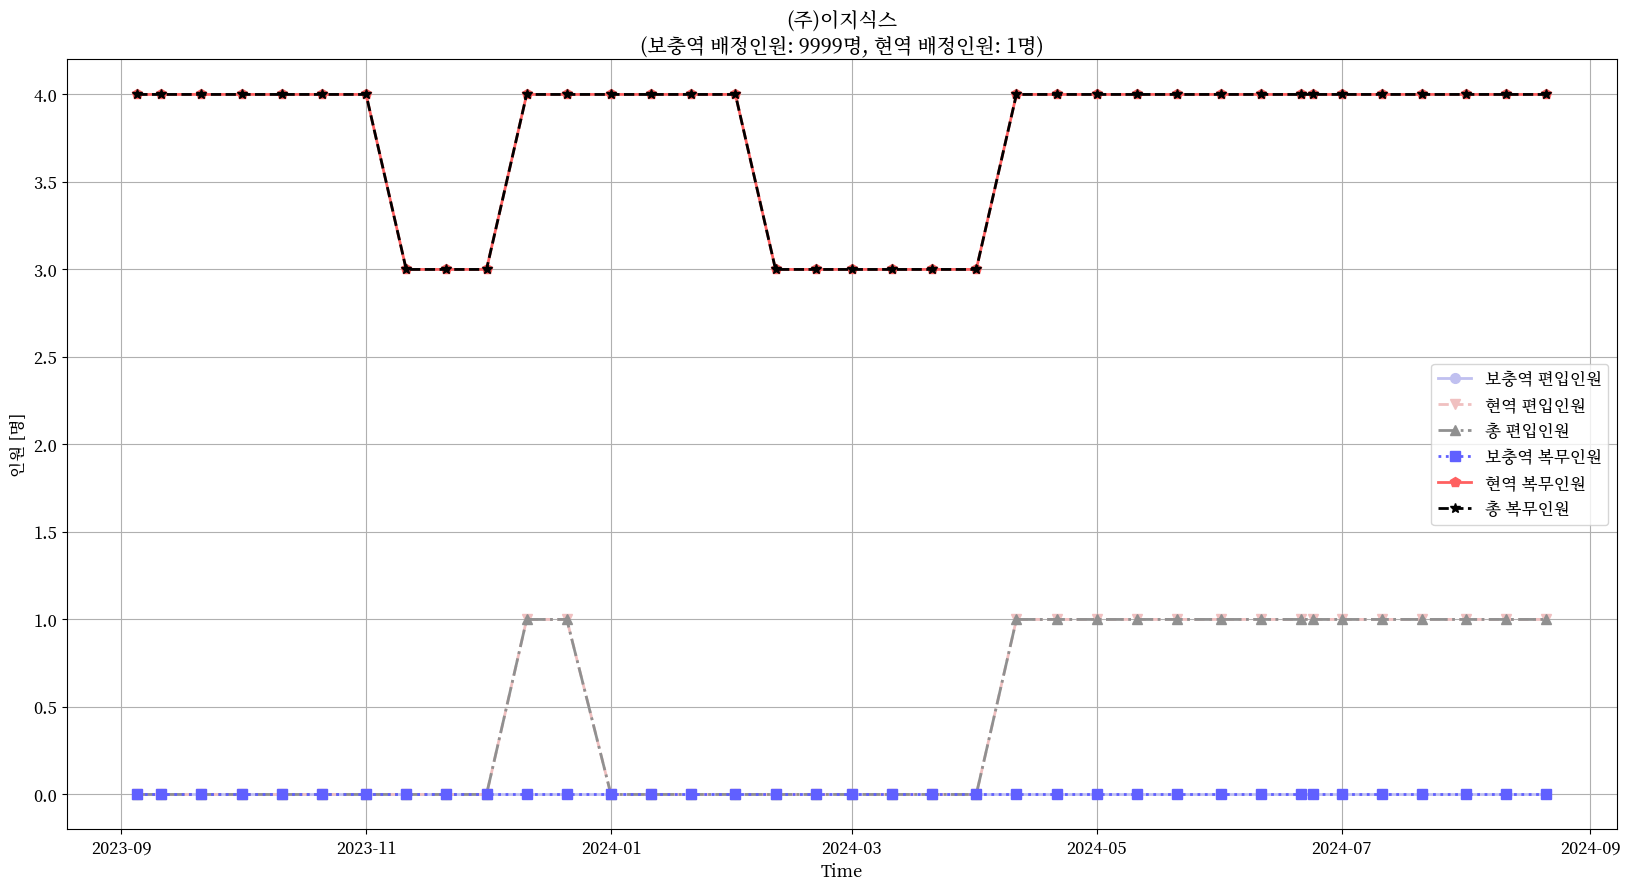 (주)이지식스
(보충역 배정인원: 9999명, 현역 배정인원: 1명)
4.0
3.5
3.0
2.5
2.0
1.5
1.0
0.5
0.0
인원 [명]
보충역 편입인원
현역 편입인원
총 편입인원
보충역 복무인원
현역 복무인원
총 복무인원
2023-09
2023-11
2024-01
2024-03
2024-05
2024-07
2024-09
Time